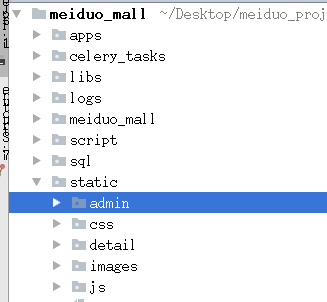 meiduo_mall ~/Desktop/meiduo_proj
apps
celery_tasks
libs
logs
meiduo_mall
script
sql
static
admin
css
detail
images
js